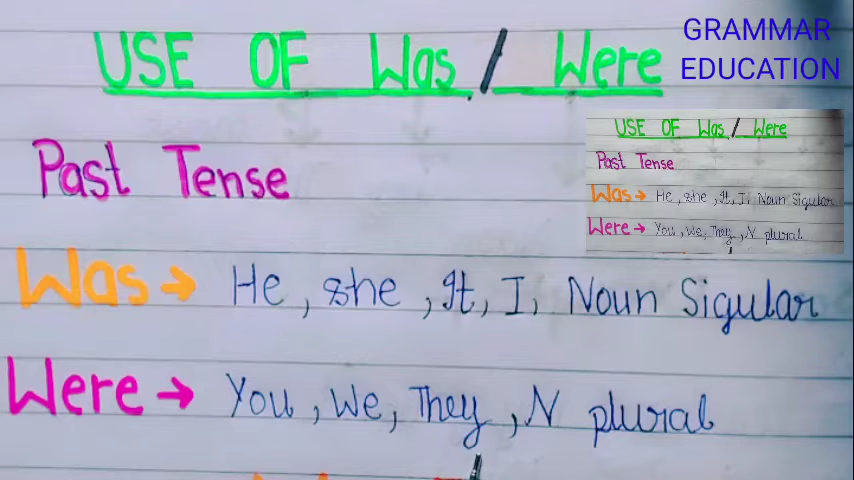 USE OF Was / Were
GRAMMAR
EDUCATION
Past Tense
Was → He, she, It, I, Noun Sigular
Were → You, We, They, N plural
USE OF Was / Were
Past Tense
Was → He, she, It, I, Noun Sigular
Were → You, We, They, N plural